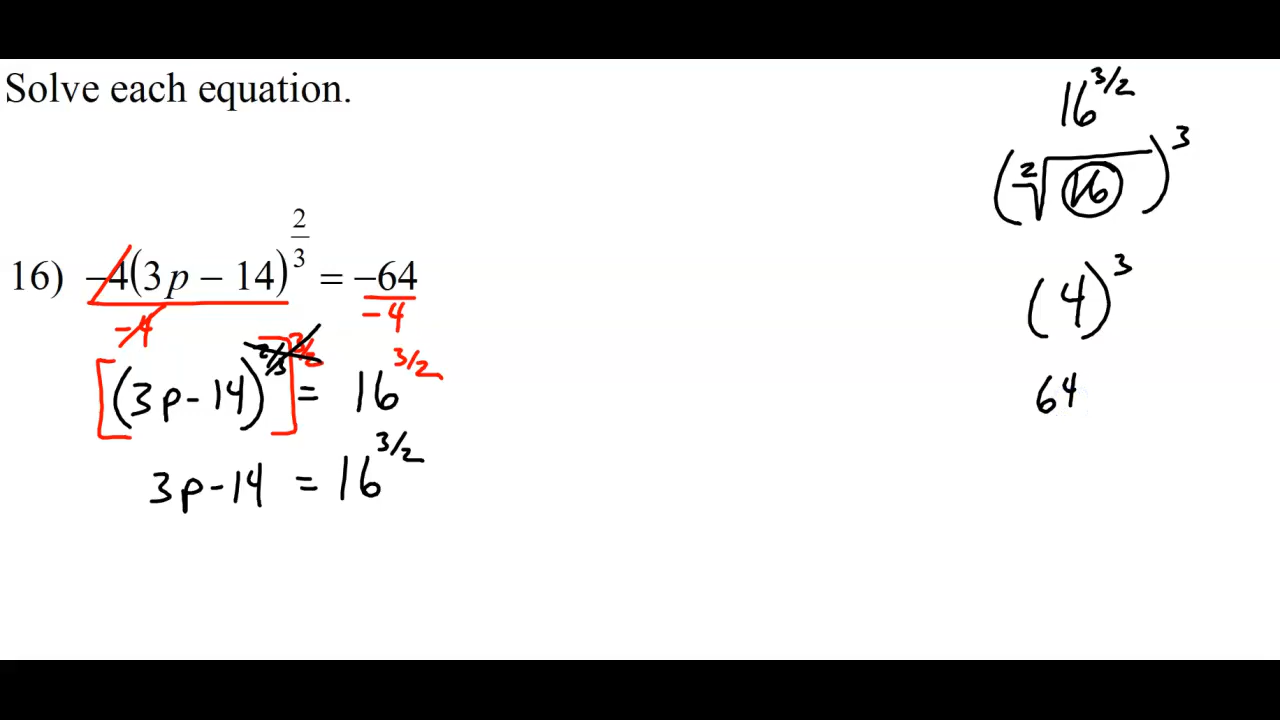 Solve each equation.
16) −4(3p − 14)^(2/3) = −64
−4 −4
[(3p-14)^(2/3)]^(3/2) = 16^(3/2)
3p-14 = 16^(3/2)
16^(3/2)
(²√16)^3
(4)^3
64